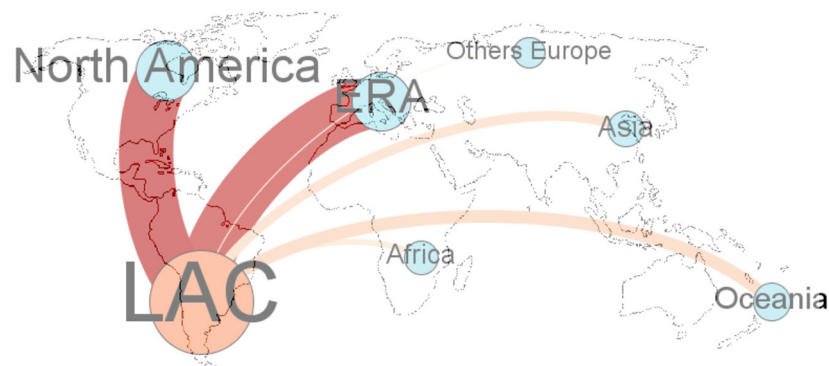 North America
Others Europe
ERA
Asia
LAC
Africa
Oceania